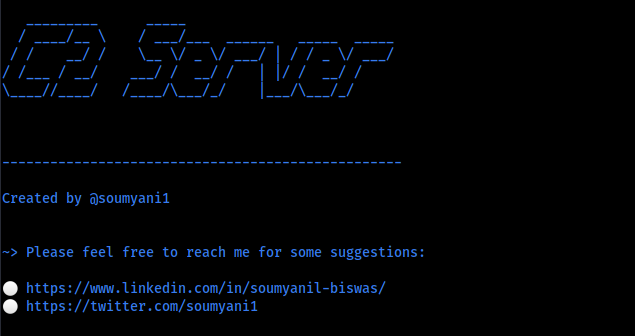 C2 Server
--------------------------------------------------
Created by @soumyani1
~> Please feel free to reach me for some suggestions:
⚪ https://www.linkedin.com/in/soumyanil-biswas/
⚪ https://twitter.com/soumyani1